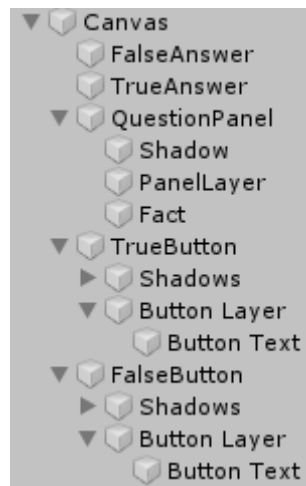 Canvas
FalseAnswer
TrueAnswer
QuestionPanel
Shadow
PanelLayer
Fact
TrueButton
Shadows
Button Layer
Button Text
FalseButton
Shadows
Button Layer
Button Text